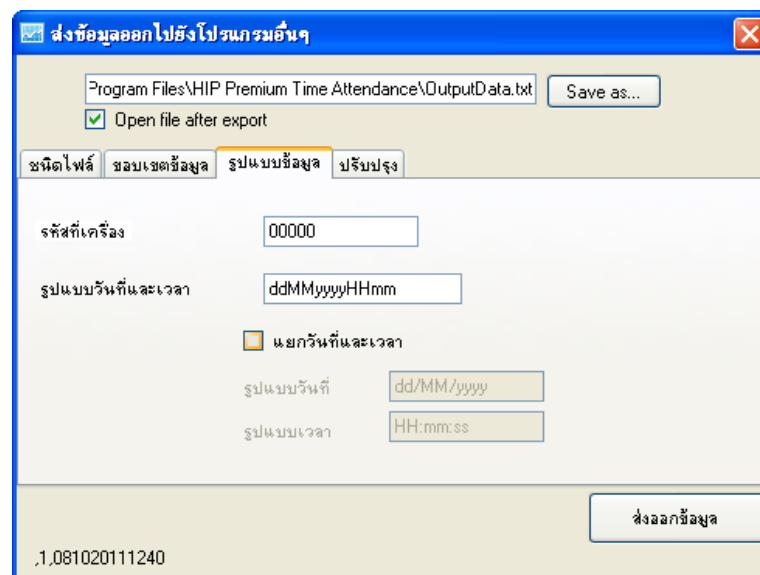 ส่งข้อมูลออกไปยังโปรแกรมอื่นๆ
Program Files\HIP Premium Time Attendance\OutputData.txt Save as...
Open file after export
ชนิดไฟล์ ขอบเขตข้อมูล รูปแบบข้อมูล ปรับปรุง
รหัสที่เครื่อง 00000
รูปแบบวันที่และเวลา ddMMyyyyHHmm
แยกวันที่และเวลา
รูปแบบวันที่ dd/MM/yyyy
รูปแบบเวลา HH:mm:ss
ส่งออกข้อมูล
,1,081020111240